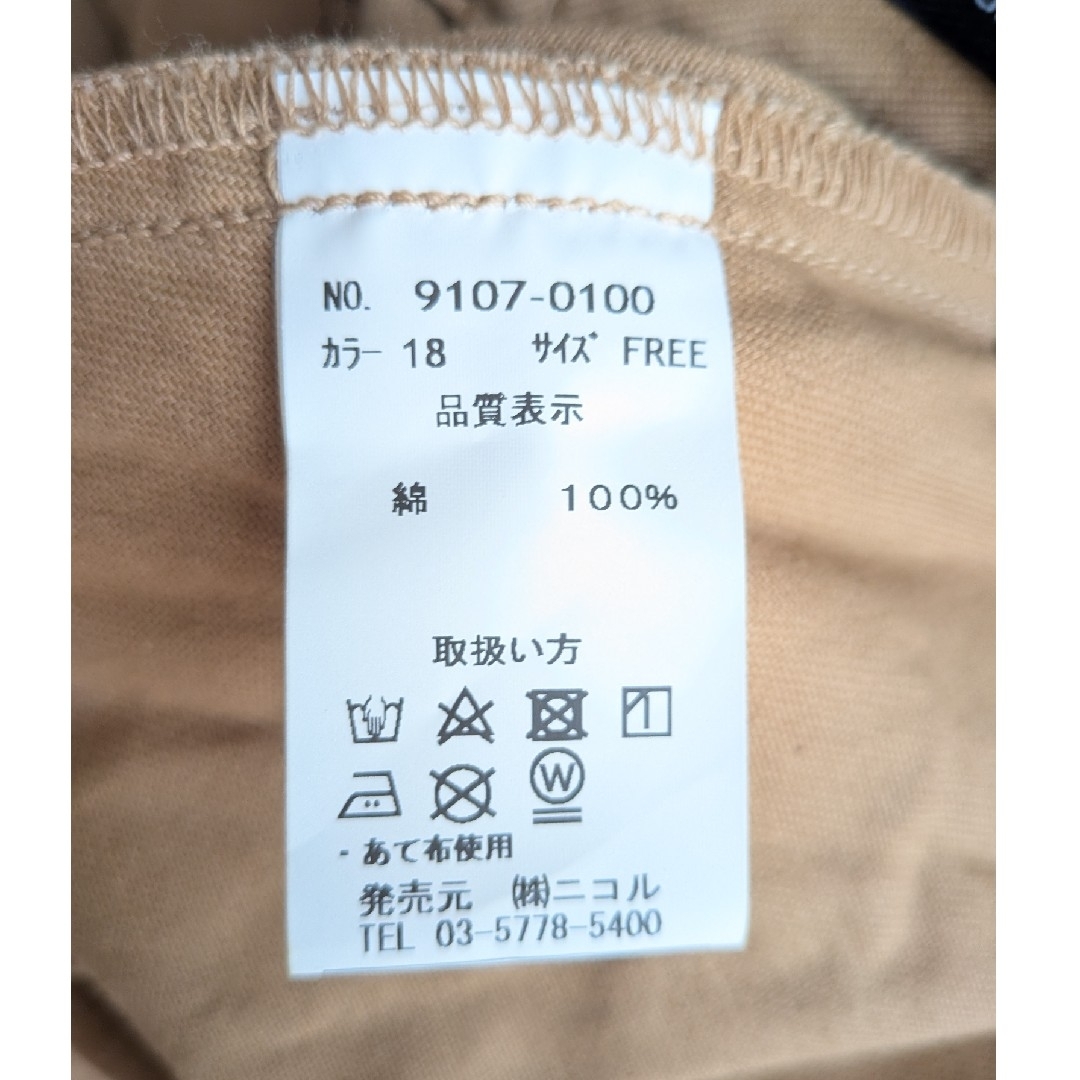 NO. 9107-0100
ｶﾗｰ 18 ｻｲｽﾞ FREE
品質表示
綿 100%
取扱い方
W
・あて布使用
発売元 ㈱ニコル
TEL 03-5778-5400